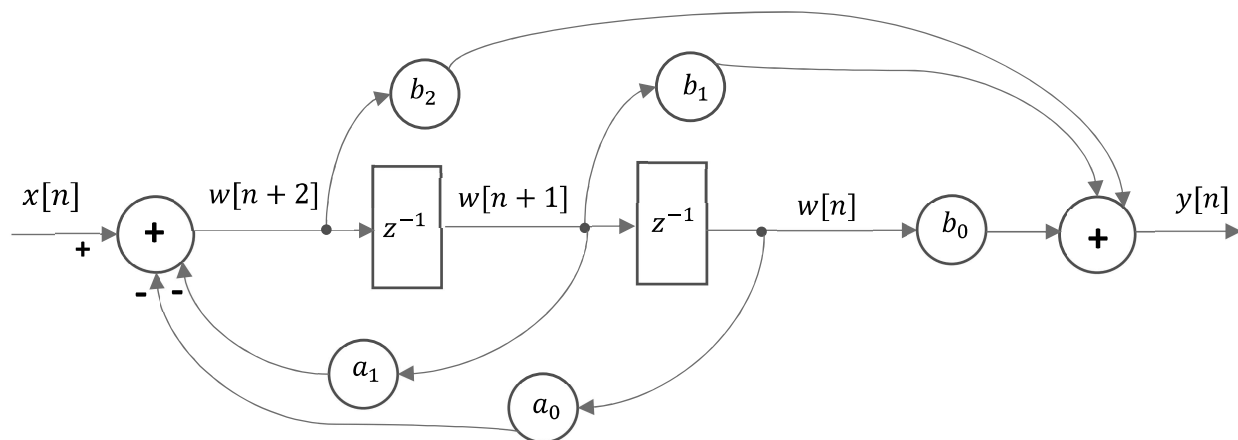 b₂
b₁
x[n]
w[n + 2]
w[n + 1]
w[n]
y[n]
+
z⁻¹
z⁻¹
b₀
+
+
- -
a₁
a₀